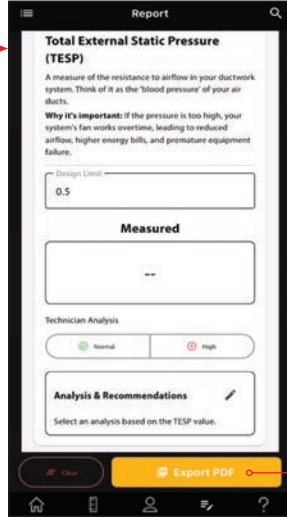 Report
Total External Static Pressure
(TESP)
A measure of the resistance to airflow in your ductwork
system. Think of it as the 'blood pressure' of your air
ducts.
Why it's important: If the pressure is too high, your
system's fan works overtime, leading to reduced
airflow, higher energy bills, and premature equipment
failure.
Design Limit
0.5
Measured
--
Technician Analysis
Normal
High
Analysis & Recommendations
Select an analysis based on the TESP value.
Clear
Export PDF
?